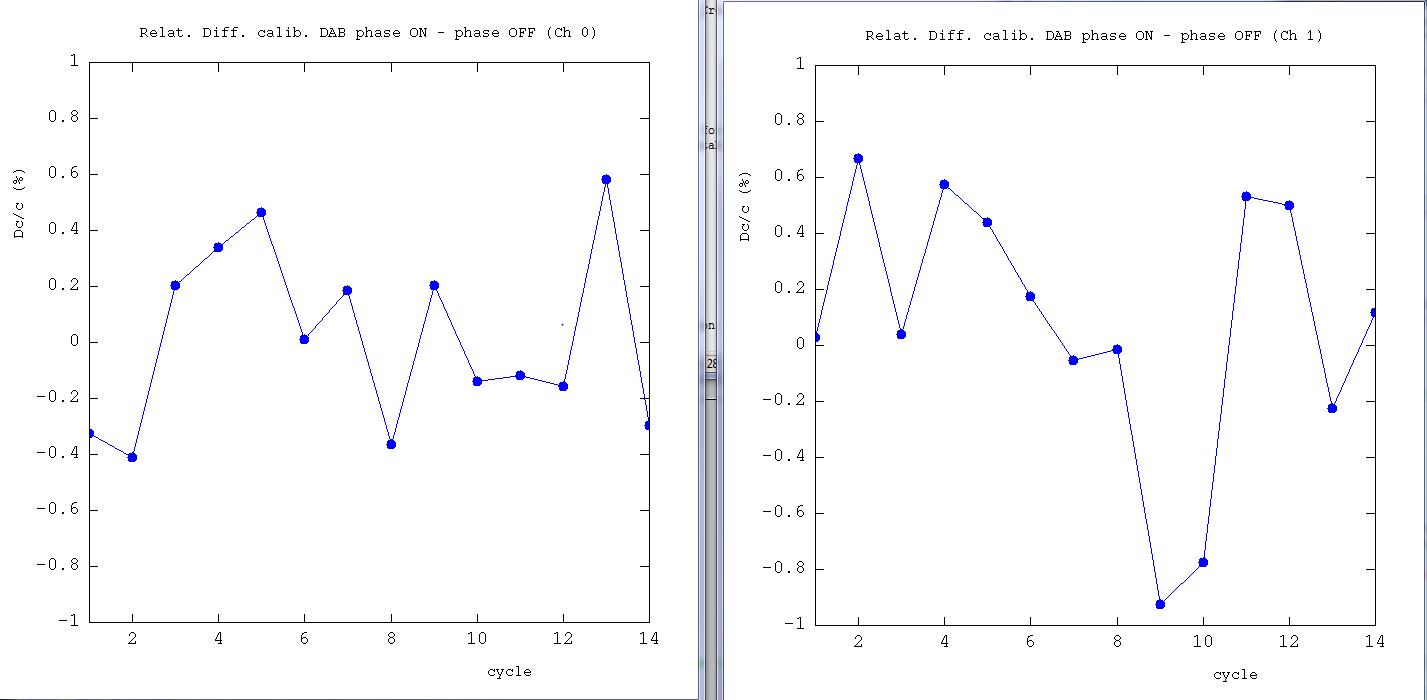 Relat. Diff. calib. DAB phase ON - phase OFF (Ch 0)
1
0.8
0.6
0.4
0.2
0
-0.2
-0.4
-0.6
-0.8
-1
Dc/c (%)
2 4 6 8 10 12 14
cycle
28
Relat. Diff. calib. DAB phase ON - phase OFF (Ch 1)
1
0.8
0.6
0.4
0.2
0
-0.2
-0.4
-0.6
-0.8
-1
Dc/c (%)
2 4 6 8 10 12 14
cycle